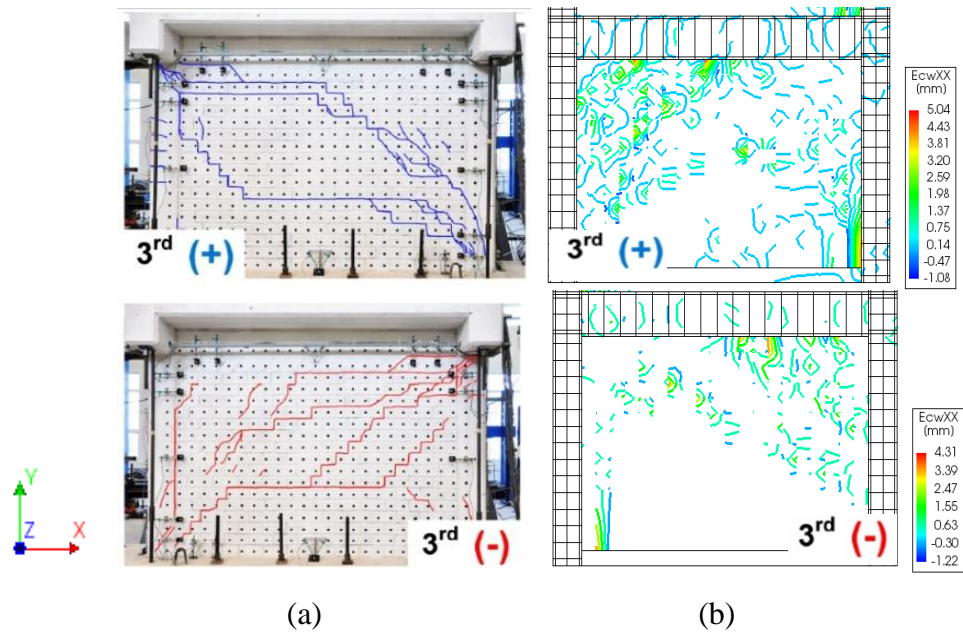 EcwXX
(mm)
5.04
4.43
3.81
3.20
2.59
1.98
1.37
0.75
0.14
-0.47
-1.08
3rd (+)
3rd (+)
EcwXX
(mm)
4.31
3.39
2.47
1.55
0.63
-0.30
-1.22
Y
Z
X
3rd (-)
3rd (-)
(a)
(b)